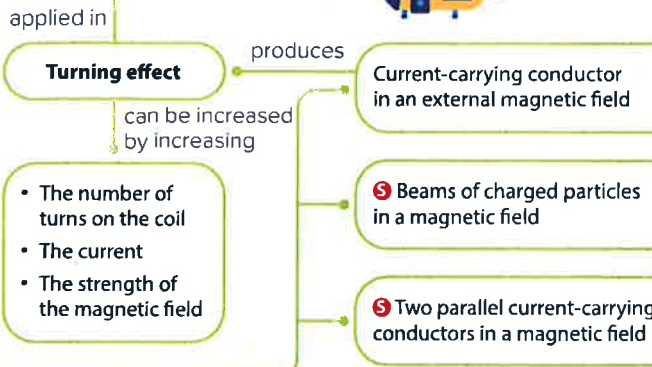 applied in
Turning effect
produces
Current-carrying conductor
in an external magnetic field
can be increased
by increasing
• The number of
turns on the coil
• The current
• The strength of
the magnetic field
S Beams of charged particles
in a magnetic field
S Two parallel current-carrying
conductors in a magnetic field